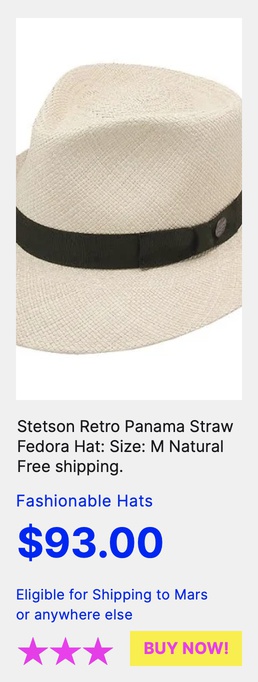 Stetson Retro Panama Straw
Fedora Hat: Size: M Natural
Free shipping.
Fashionable Hats
$93.00
Eligible for Shipping to Mars
or anywhere else
BUY NOW!